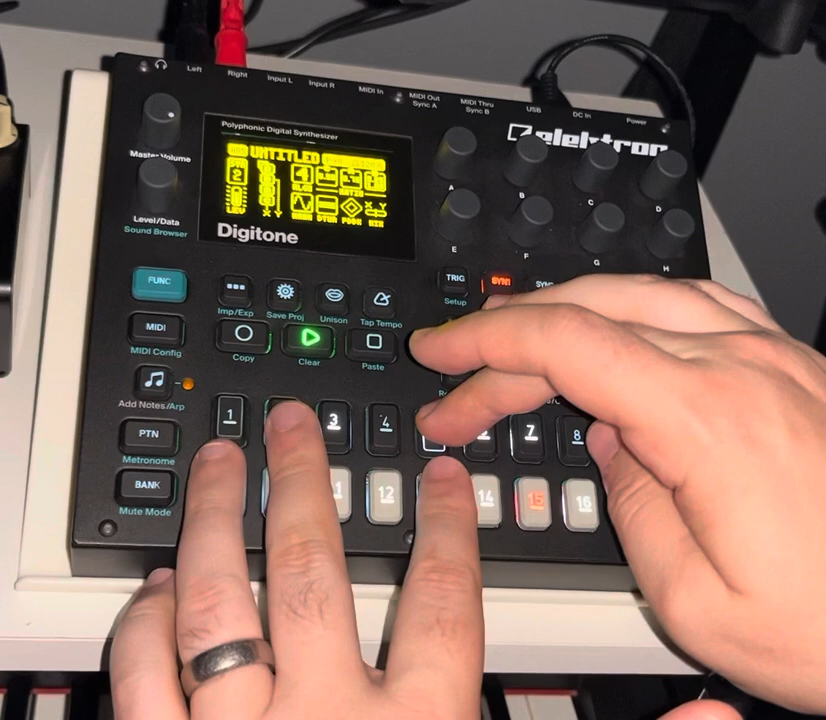 Left Right Input L Input R MIDI In MIDI Out MIDI Thru USB DC In Power
Sync A Sync B
Polyphonic Digital Synthesizer
elektron
Master Volume
UNTITLED
A B C D
Level/Data
Sound Browser
Digitone
E F G H
FUNC
TRIG SYN1
Setup
Imp/Exp Save Proj Unison Tap Tempo
MIDI
MIDI Config
Copy Clear Paste
Add Notes/Arp
1 3 4 7 8
PTN
Metronome
BANK
12 14 15 16
Mute Mode